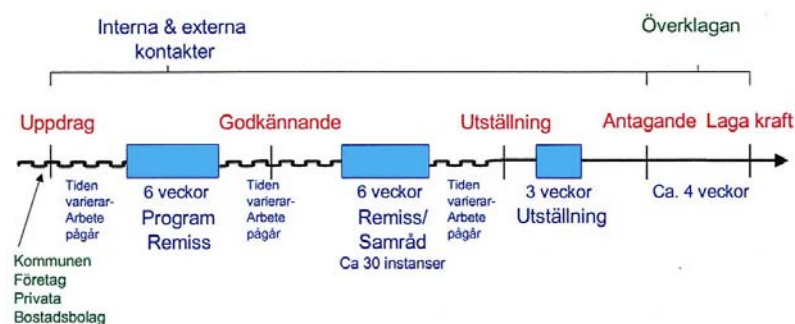 Interna & externa
kontakter
Överklagan
Uppdrag
Godkännande
Utställning
Antagande
Laga kraft
Tiden
varierar-
Arbete
pågår
6 veckor
Program
Remiss
Tiden
varierar-
Arbete
pågår
6 veckor
Remiss/
Samråd
Ca 30 instanser
Tiden
varierar-
Arbete
pågår
3 veckor
Utställning
Ca. 4 veckor
Kommunen
Företag
Privata
Bostadsbolag